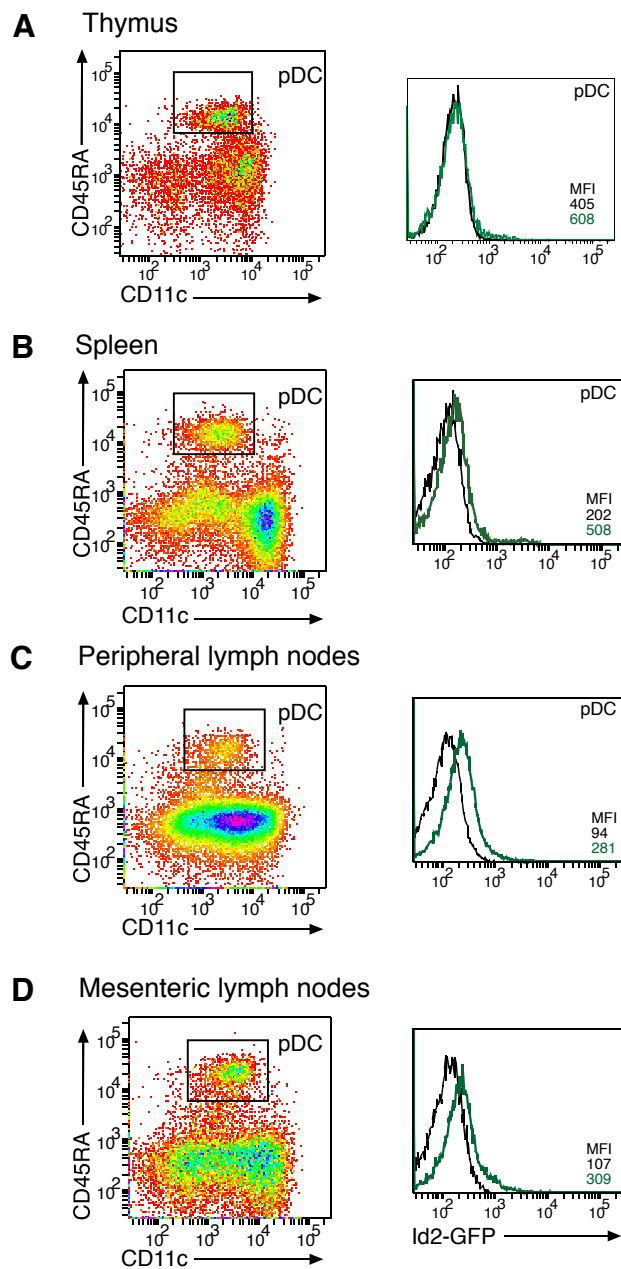 A Thymus
pDC
10^5
10^4
10^3
10^2
CD45RA
10^2 10^3 10^4 10^5
CD11c
pDC
MFI
405
608
10^2 10^3 10^4 10^5
B Spleen
pDC
10^5
10^4
10^3
10^2
CD45RA
10^2 10^3 10^4 10^5
CD11c
pDC
MFI
202
508
10^2 10^3 10^4 10^5
C Peripheral lymph nodes
pDC
10^5
10^4
10^3
10^2
CD45RA
10^2 10^3 10^4 10^5
CD11c
pDC
MFI
94
281
10^2 10^3 10^4 10^5
D Mesenteric lymph nodes
pDC
10^5
10^4
10^3
10^2
CD45RA
10^2 10^3 10^4 10^5
CD11c
pDC
MFI
107
309
10^2 10^3 10^4 10^5
Id2-GFP